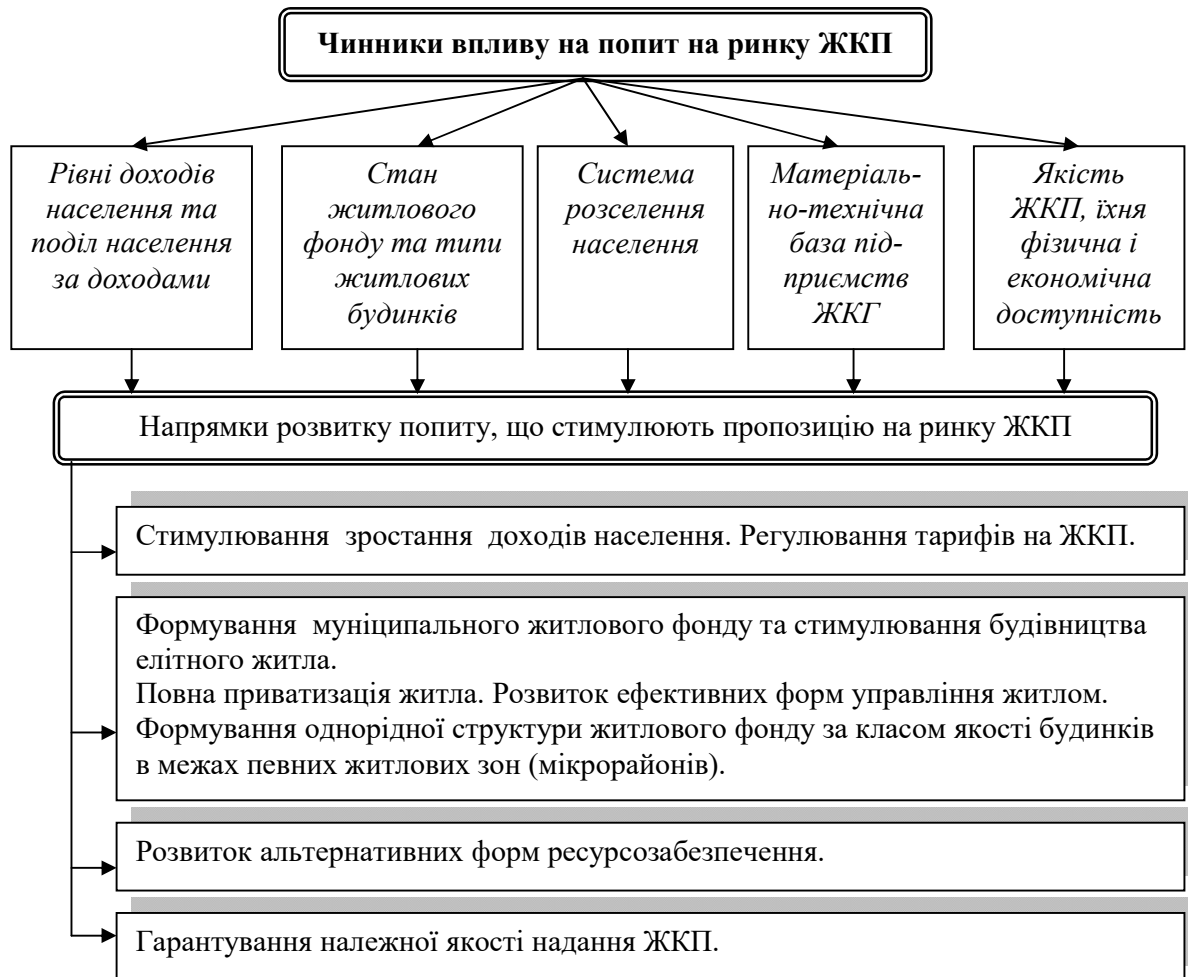 Чинники впливу на попит на ринку ЖКП
Рівні доходів
населення та
поділ населення
за доходами
Стан
житлового
фонду та типи
житлових
будинків
Система
розселення
населення
Матеріаль-
но-технічна
база під-
приємств
ЖКГ
Якість
ЖКП, їхня
фізична і
економічна
доступність
Напрямки розвитку попиту, що стимулюють пропозицію на ринку ЖКП
Стимулювання зростання доходів населення. Регулювання тарифів на ЖКП.
Формування муніципального житлового фонду та стимулювання будівництва
елітного житла.
Повна приватизація житла. Розвиток ефективних форм управління житлом.
Формування однорідної структури житлового фонду за класом якості будинків
в межах певних житлових зон (мікрорайонів).
Розвиток альтернативних форм ресурсозабезпечення.
Гарантування належної якості надання ЖКП.